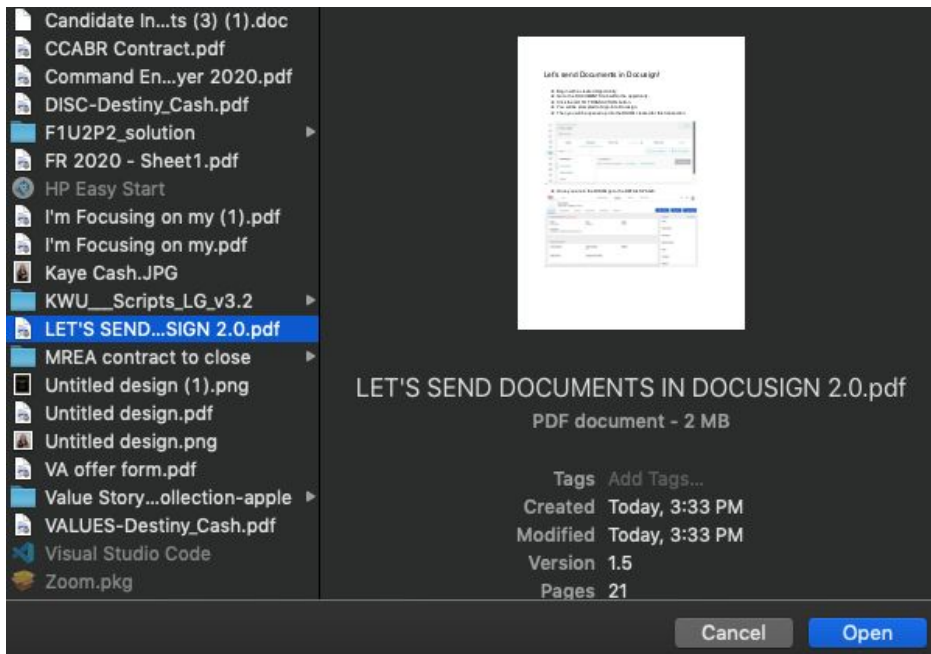 Candidate In...ts (3) (1).doc
CCABR Contract.pdf
Command En...yer 2020.pdf
DISC-Destiny_Cash.pdf
F1U2P2_solution
FR 2020 - Sheet1.pdf
HP Easy Start
I'm Focusing on my (1).pdf
I'm Focusing on my.pdf
Kaye Cash.JPG
KWU___Scripts_LG_v3.2
LET'S SEND...SIGN 2.0.pdf
MREA contract to close
Untitled design (1).png
Untitled design.pdf
Untitled design.png
VA offer form.pdf
Value Story...ollection-apple
VALUES-Destiny_Cash.pdf
Visual Studio Code
Zoom.pkg
Let's send Documents in Docusign!
LET'S SEND DOCUMENTS IN DOCUSIGN 2.0.pdf
PDF document - 2 MB
Tags Add Tags...
Created Today, 3:33 PM
Modified Today, 3:33 PM
Version 1.5
Pages 21
Cancel
Open